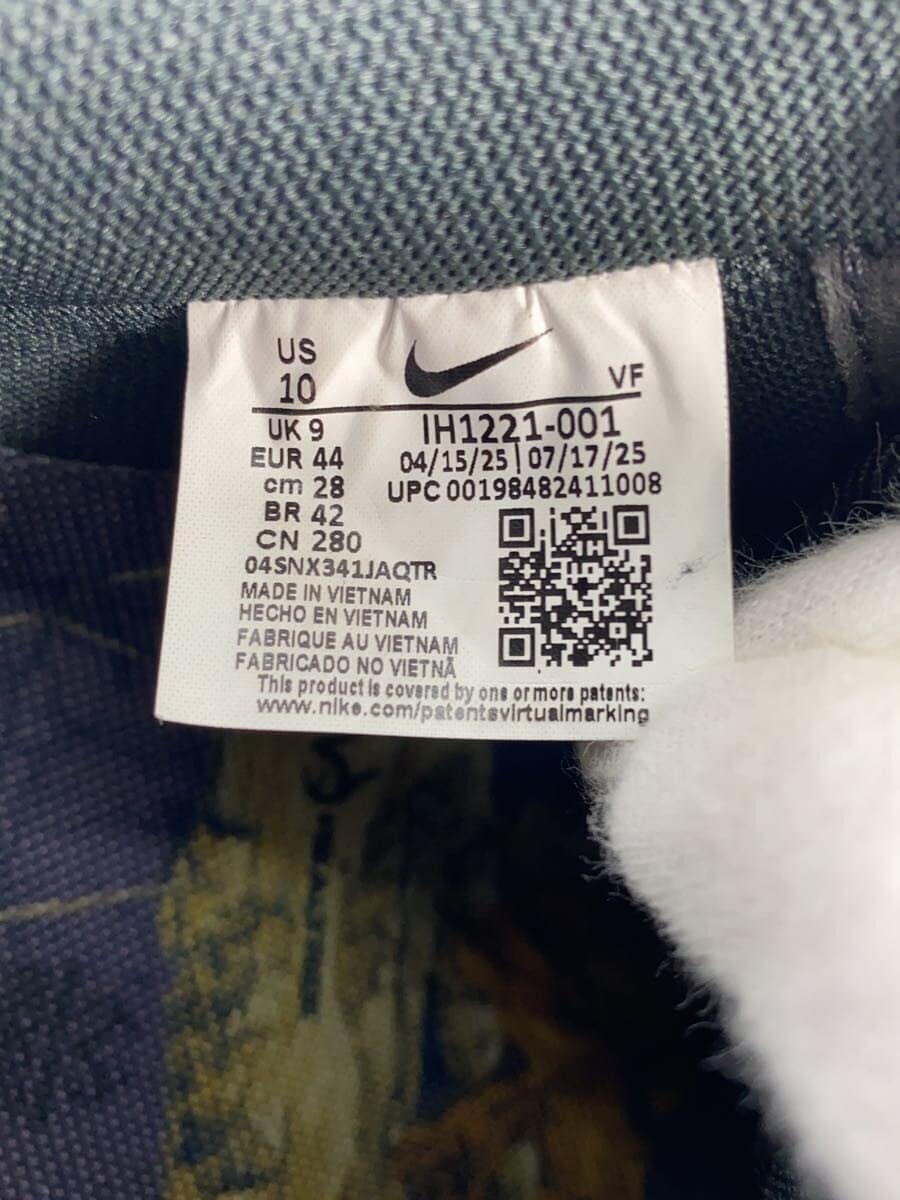 US
10
VF
UK 9
IH1221-001
EUR 44
04/15/25 | 07/17/25
cm 28
UPC 00198482411008
BR 42
CN 280
04SNX341JAQTR
MADE IN VIETNAM
HECHO EN VIETNAM
FABRIQUE AU VIETNAM
FABRICADO NO VIETNÃ
This product is covered by one or more patents:
www.nike.com/patentsvirtualmarking